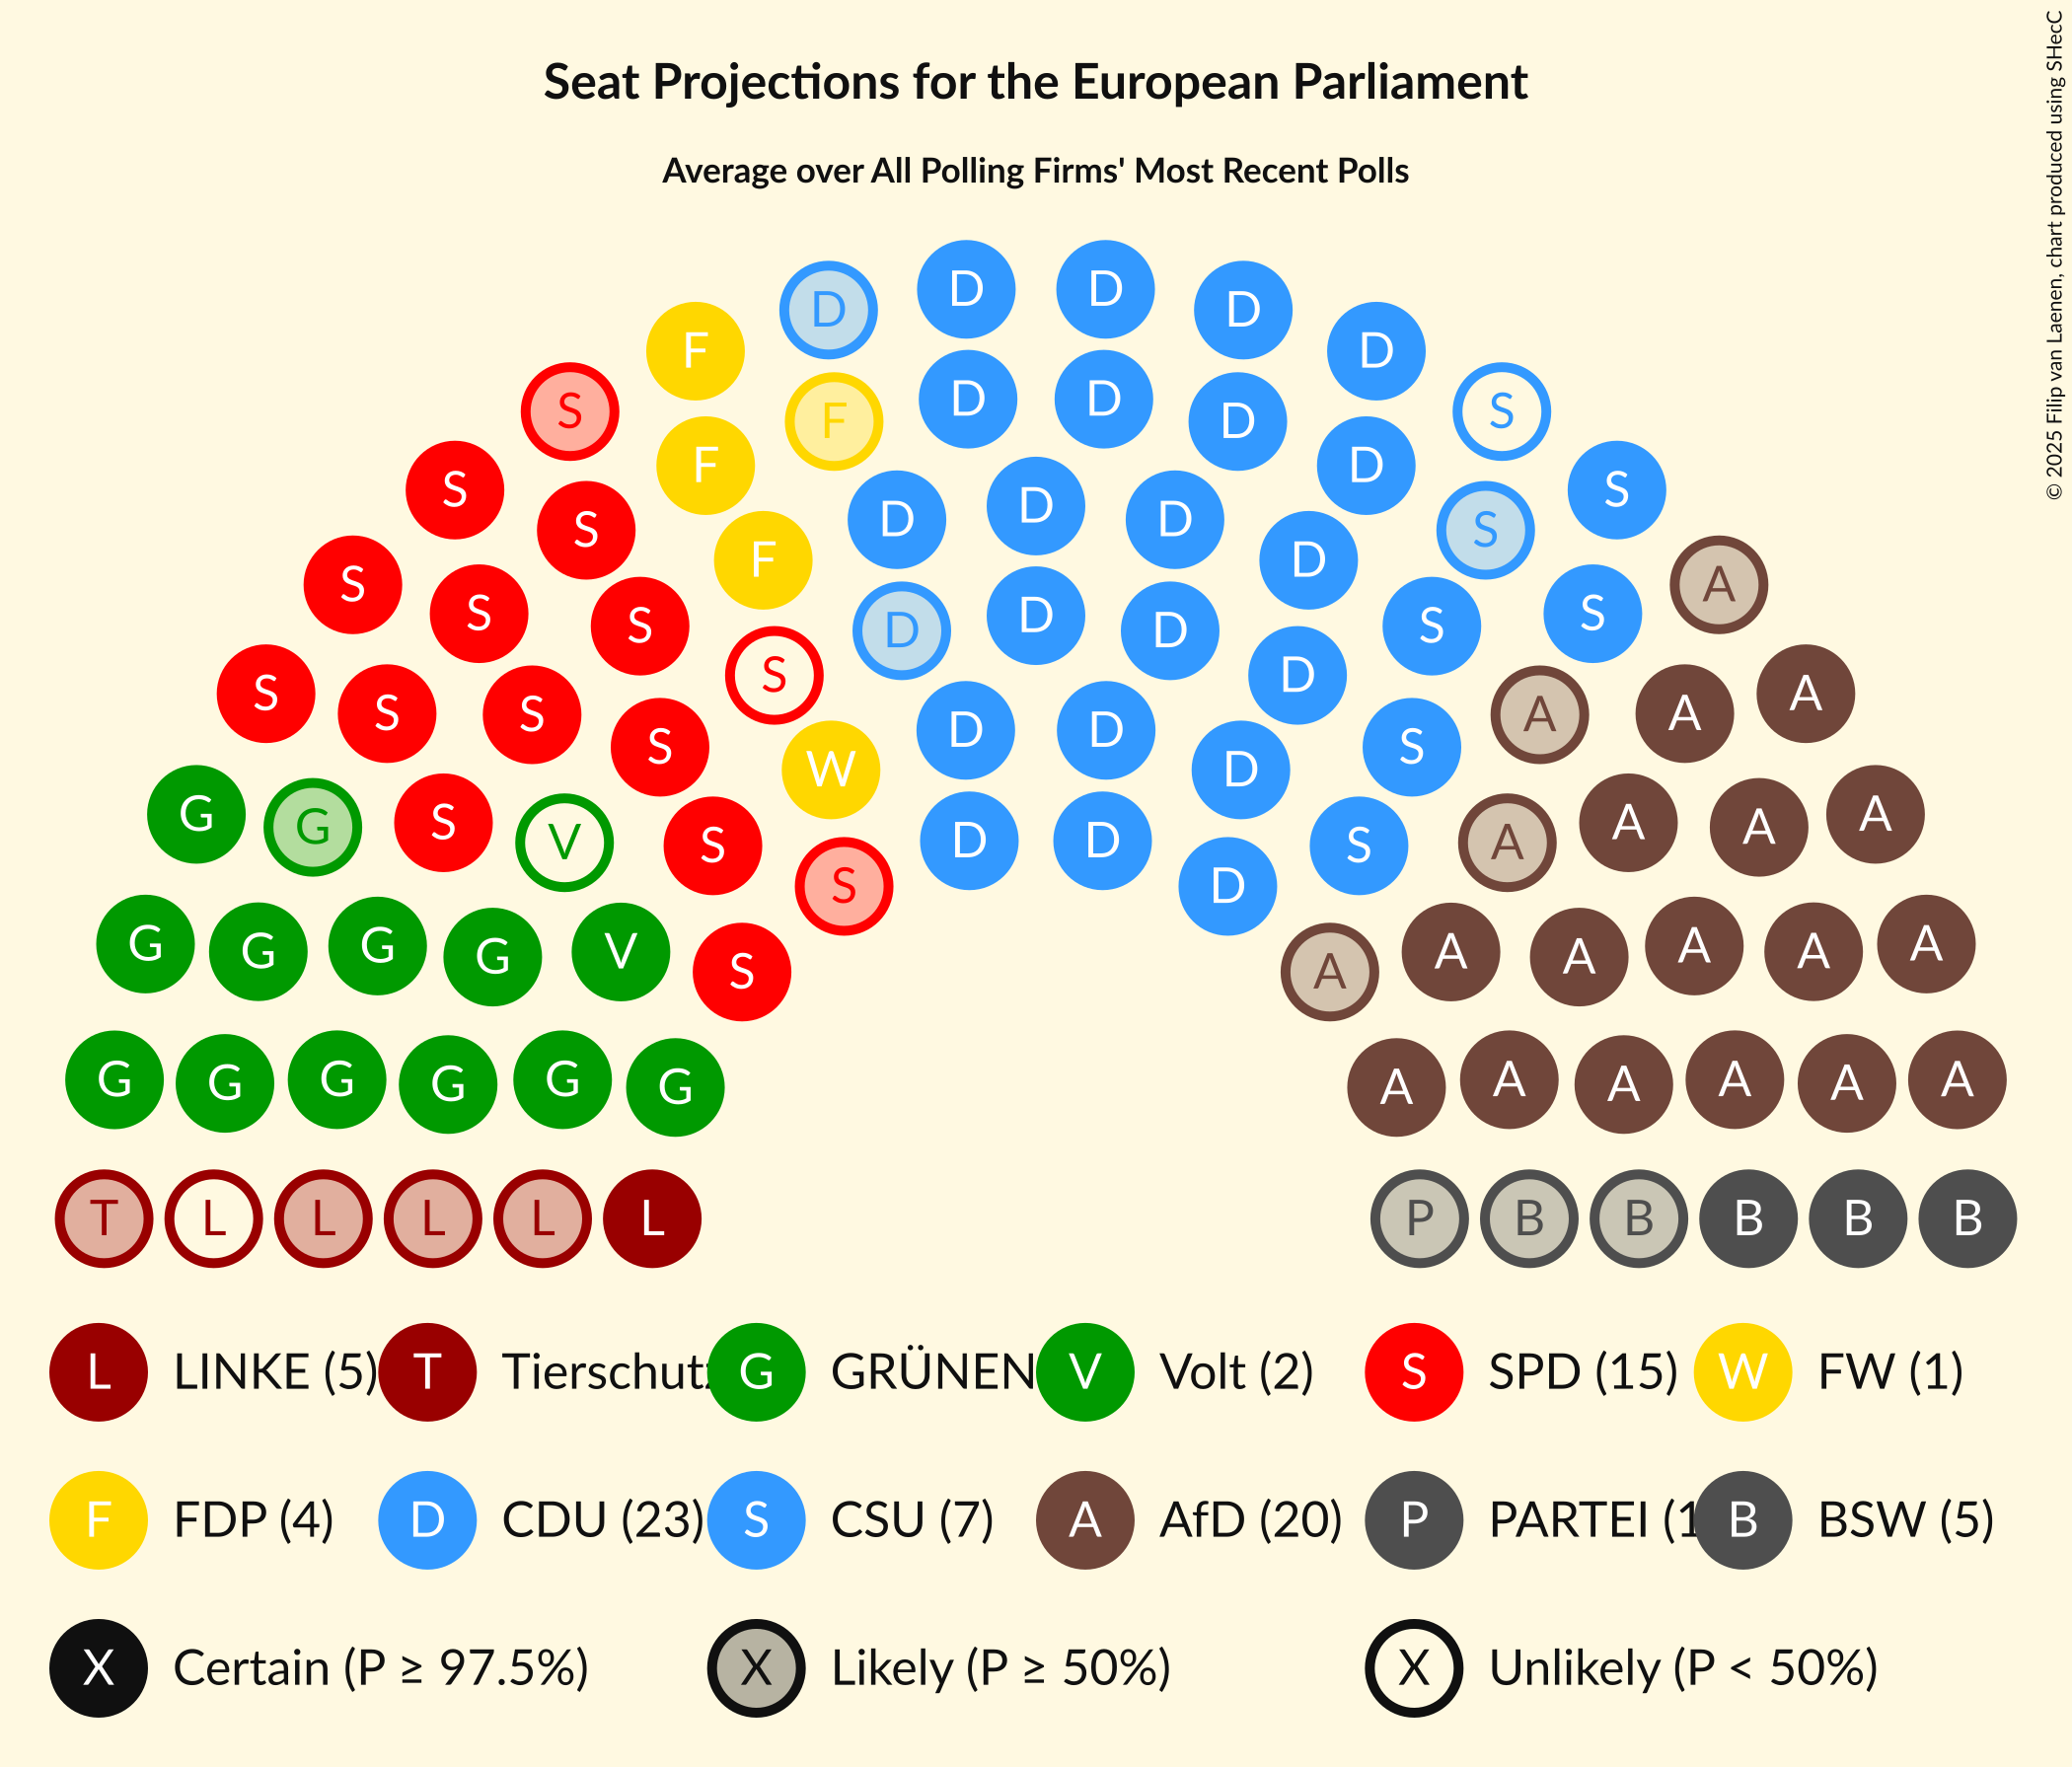 Seat Projections for the European Parliament
Average over All Polling Firms' Most Recent Polls
© 2025 Filip van Laenen, chart produced using SHecC
D D D D
F D D
S F D D D D S
S F D D S S
S S F D D D D S A
S S S D D D S S
S S S S S D D D S A A A
G G S V S W D D D S A A A A
S S D D D
G G G G V S A A A A A A
G G G G G G A A A A A A
T L L L L L P B B B B B
L LINKE (5) T Tierschutz G GRÜNEN V Volt (2) S SPD (15) W FW (1)
F FDP (4) D CDU (23) S CSU (7) A AfD (20) P PARTEI (1 B BSW (5)
X Certain (P ≥ 97.5%) X Likely (P ≥ 50%) X Unlikely (P < 50%)